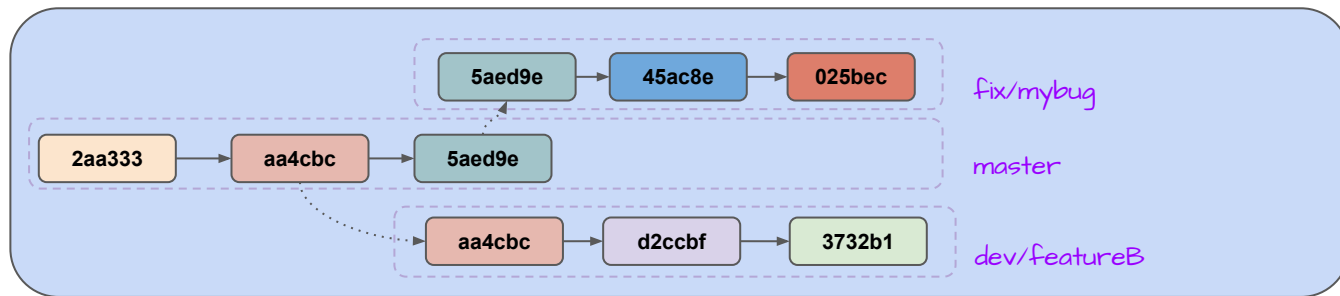 5aed9e 45ac8e 025bec
fix/mybug
2aa333 aa4cbc 5aed9e
master
aa4cbc d2ccbf 3732b1
dev/featureB